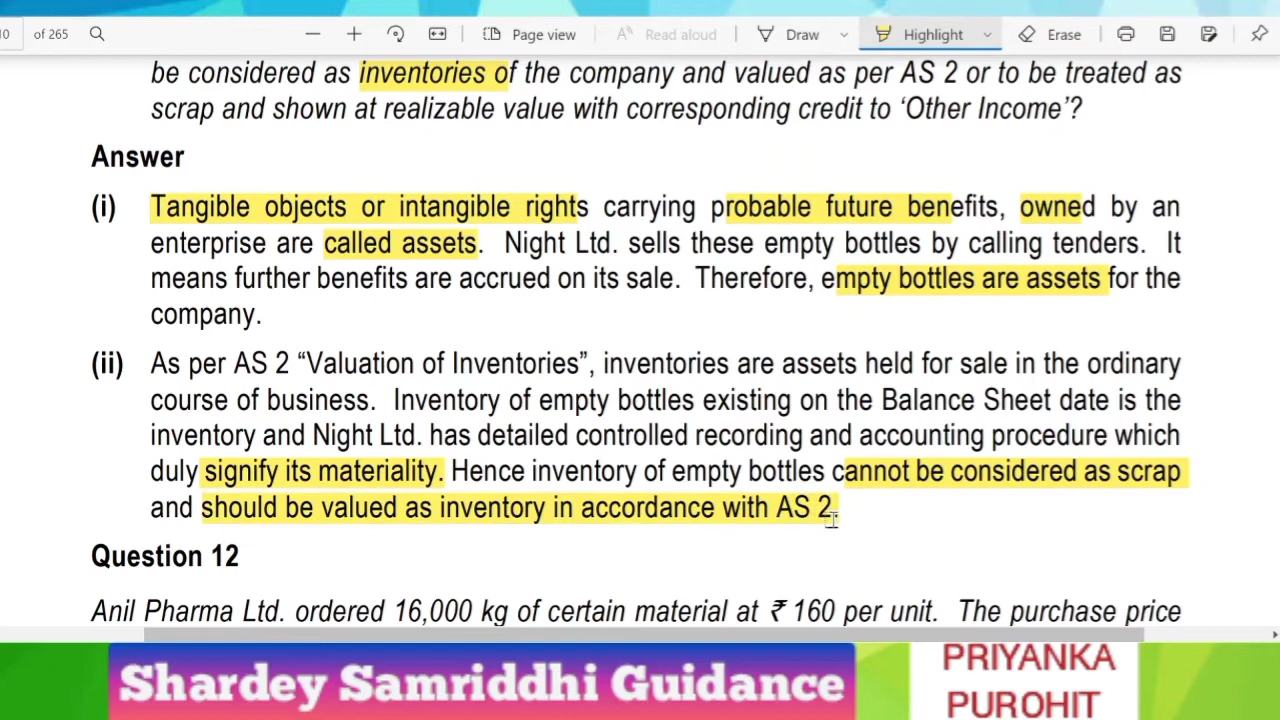 10 of 265 Page view Read aloud Draw Highlight Erase
be considered as inventories of the company and valued as per AS 2 or to be treated as
scrap and shown at realizable value with corresponding credit to ‘Other Income’?
Answer
(i) Tangible objects or intangible rights carrying probable future benefits, owned by an
enterprise are called assets. Night Ltd. sells these empty bottles by calling tenders. It
means further benefits are accrued on its sale. Therefore, empty bottles are assets for the
company.
(ii) As per AS 2 “Valuation of Inventories”, inventories are assets held for sale in the ordinary
course of business. Inventory of empty bottles existing on the Balance Sheet date is the
inventory and Night Ltd. has detailed controlled recording and accounting procedure which
duly signify its materiality. Hence inventory of empty bottles cannot be considered as scrap
and should be valued as inventory in accordance with AS 2.
Question 12
Anil Pharma Ltd. ordered 16,000 kg of certain material at ₹ 160 per unit. The purchase price
Shardey Samriddhi Guidance
PRIYANKA
PUROHIT